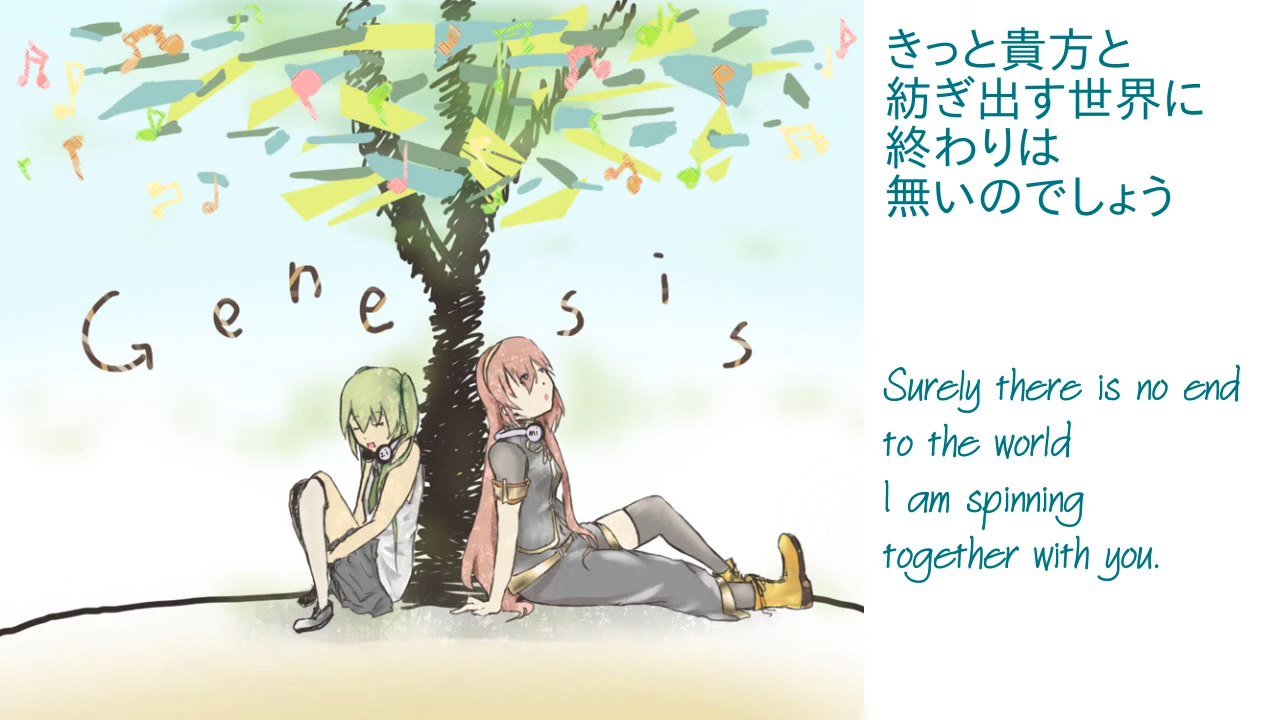 Genesis
きっと貴方と
紡ぎ出す世界に
終わりは
無いのでしょう
Surely there is no end
to the world
I am spinning
together with you.